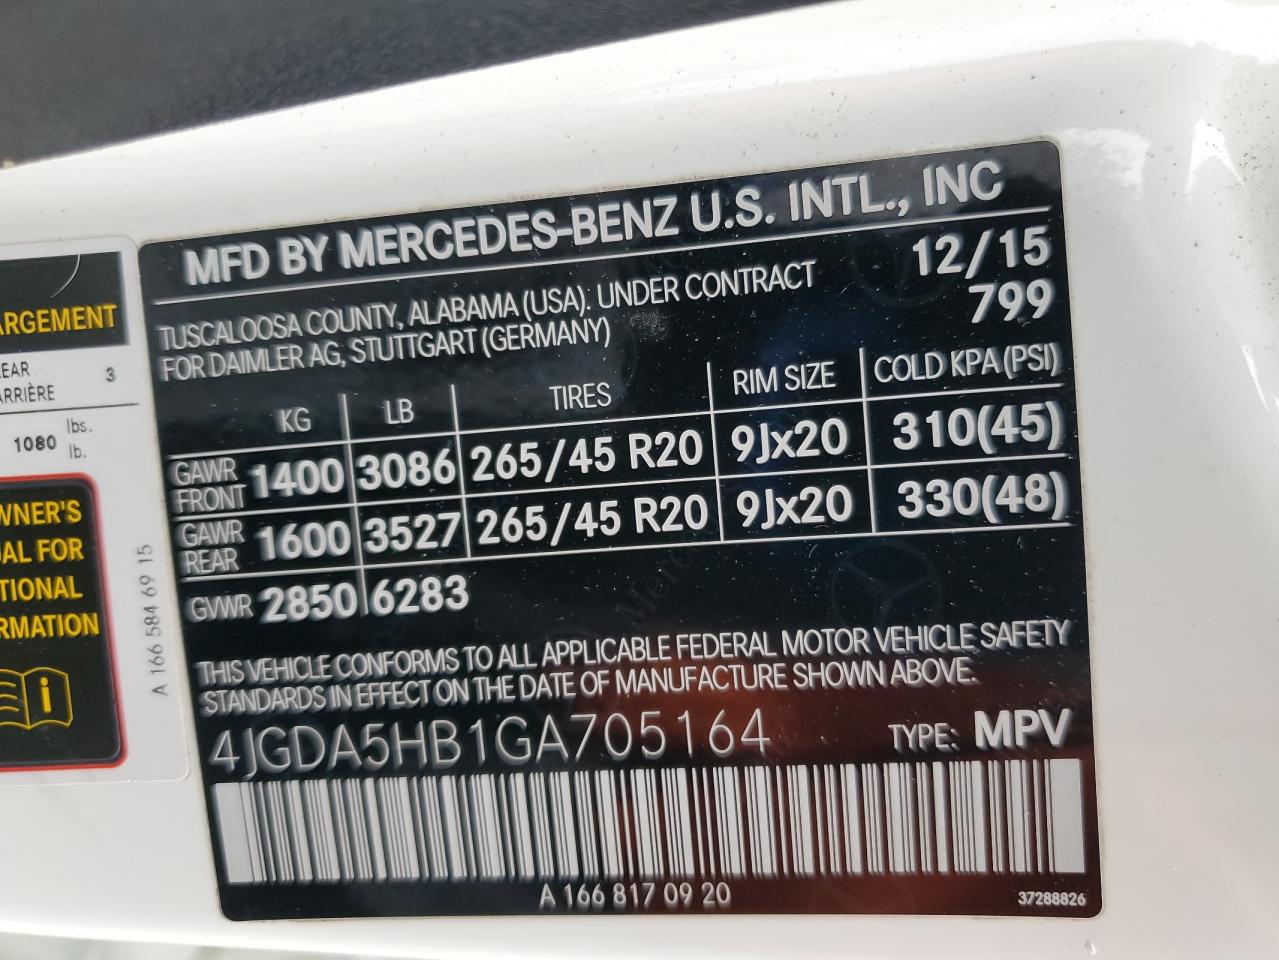 MFD BY MERCEDES-BENZ U.S. INTL., INC
TUSCALOOSA COUNTY, ALABAMA (USA): UNDER CONTRACT
FOR DAIMLER AG, STUTTGART (GERMANY)
12/15
799
KG LB TIRES RIM SIZE COLD KPA (PSI)
GAWR FRONT 1400 3086 265/45 R20 9Jx20 310(45)
GAWR REAR 1600 3527 265/45 R20 9Jx20 330(48)
GVWR 2850 6283
THIS VEHICLE CONFORMS TO ALL APPLICABLE FEDERAL MOTOR VEHICLE SAFETY
STANDARDS IN EFFECT ON THE DATE OF MANUFACTURE SHOWN ABOVE.
4JGDA5HB1GA705164 TYPE: MPV
A 166 817 09 20
37288826
ARGEMENT
EAR
ARRIÈRE 3
1080 lbs.
lb.
WNER'S
AL FOR
TIONAL
RMATION
A 166 584 69 15